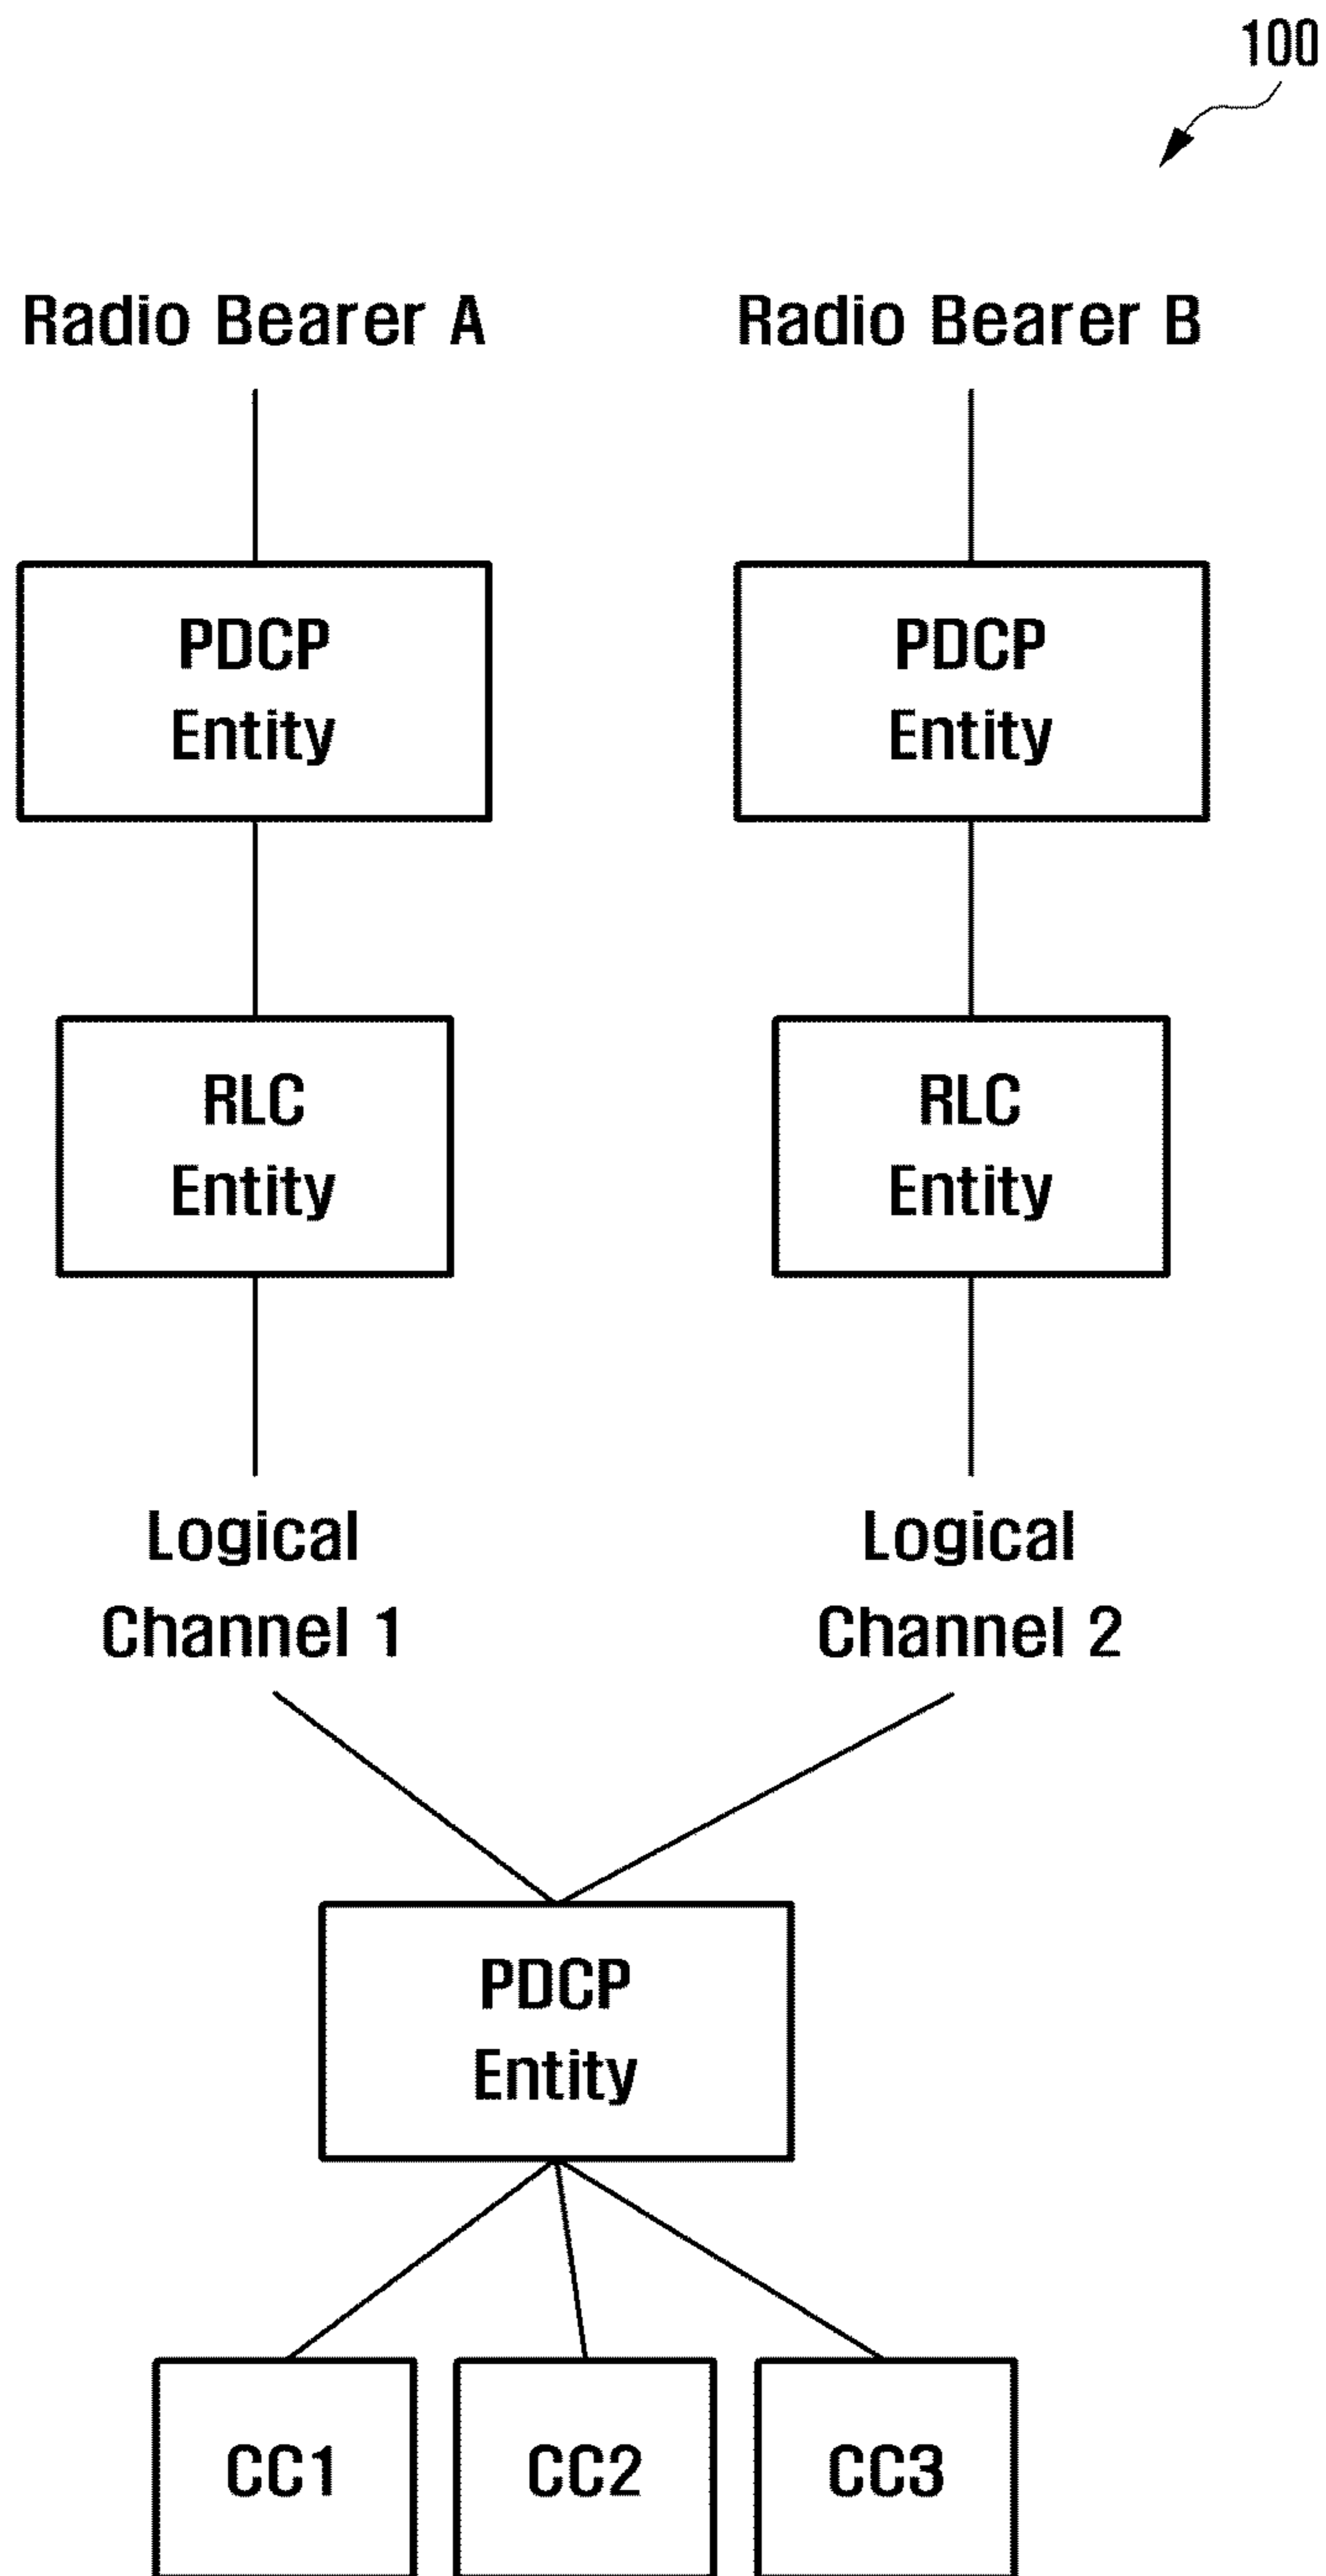 100
Radio Bearer A
Radio Bearer B
PDCP
Entity
PDCP
Entity
RLC
Entity
RLC
Entity
Logical
Channel 1
Logical
Channel 2
PDCP
Entity
CC1
CC2
CC3